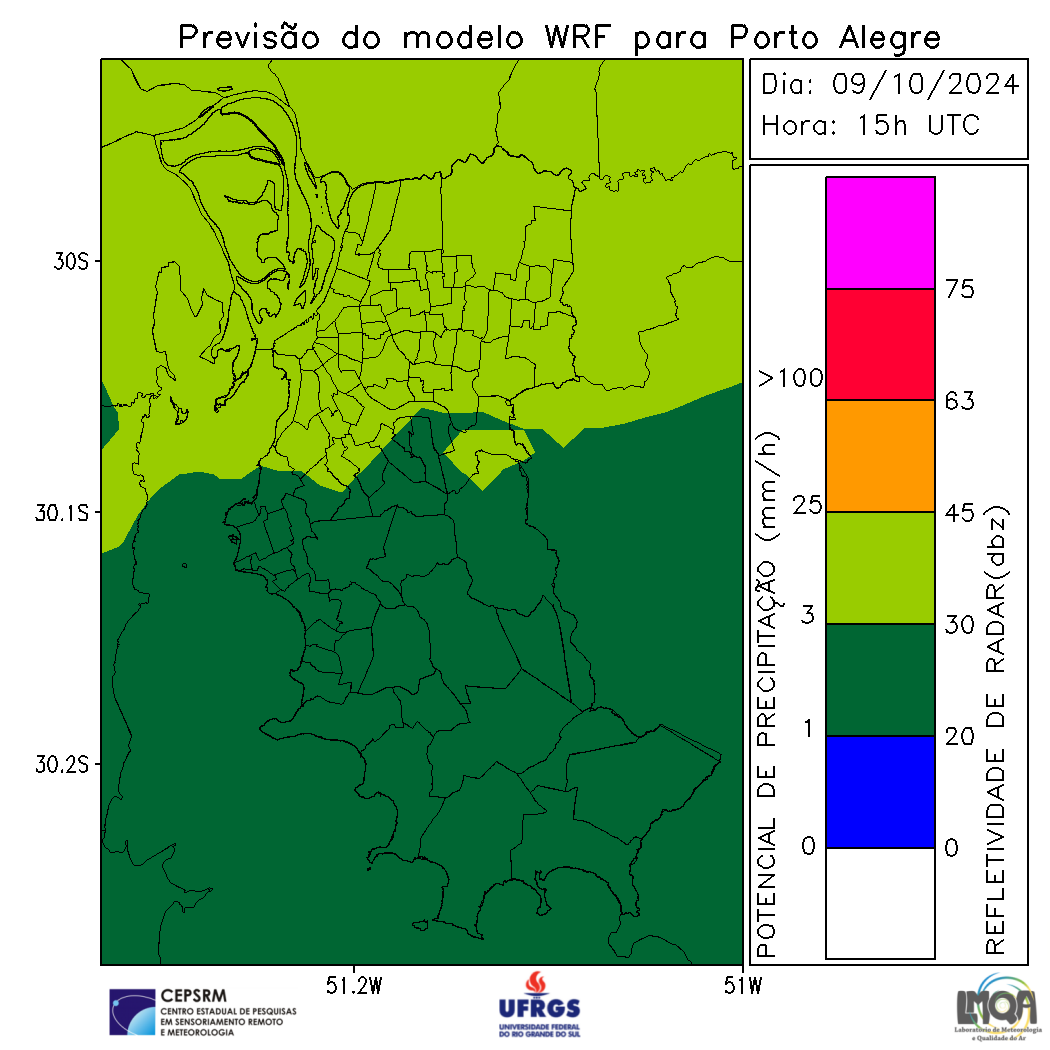 Previsão do modelo WRF para Porto Alegre
Dia: 09/10/2024
Hora: 15h UTC
30S
30.1S
30.2S
51.2W
51W
POTENCIAL DE PRECIPITAÇÃO (mm/h)
>100
25
3
1
0
75
63
45
30
20
0
REFLETIVIDADE DE RADAR(dbz)
CEPSRM
CENTRO ESTADUAL DE PESQUISAS
EM SENSORIAMENTO REMOTO
E METEOROLOGIA
UFRGS
UNIVERSIDADE FEDERAL
DO RIO GRANDE DO SUL
LMQA
Laboratório de Meteorologia
e Qualidade do Ar